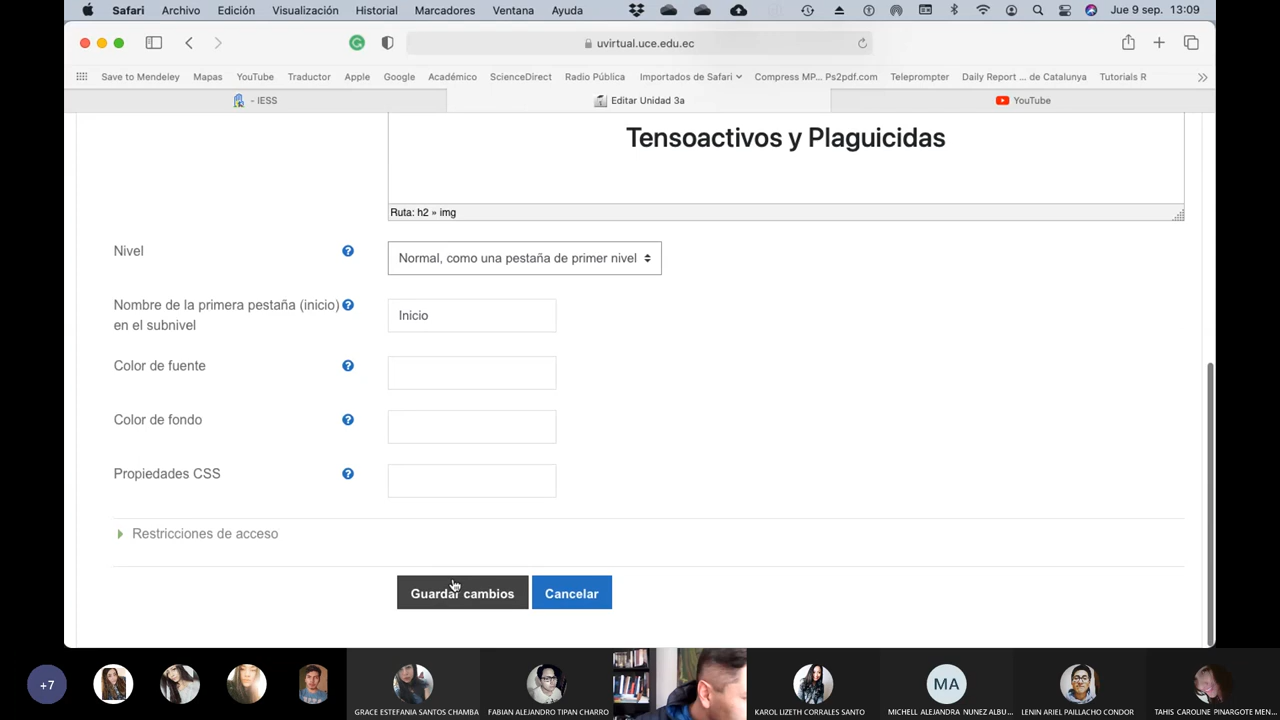 Safari Archivo Edición Visualización Historial Marcadores Ventana Ayuda Jue 9 sep. 13:09
uvirtual.uce.edu.ec
Save to Mendeley Mapas YouTube Traductor Apple Google Académico ScienceDirect Radio Pública Importados de Safari Compress MP... Ps2pdf.com Teleprompter Daily Report ... de Catalunya Tutorials R
- IESS Editar Unidad 3a YouTube
Tensoactivos y Plaguicidas
Ruta: h2 » img
Nivel Normal, como una pestaña de primer nivel
Nombre de la primera pestaña (inicio)
en el subnivel
Inicio
Color de fuente
Color de fondo
Propiedades CSS
Restricciones de acceso
Guardar cambios Cancelar
+7 MA
GRACE ESTEFANIA SANTOS CHAMBA FABIAN ALEJANDRO TIPAN CHARRO KAROL LIZETH CORRALES SANTO MICHELL ALEJANDRA NUNEZ ALBU... LENIN ARIEL PAILLACHO CONDOR TAHIS CAROLINE PINARGOTE MEN...